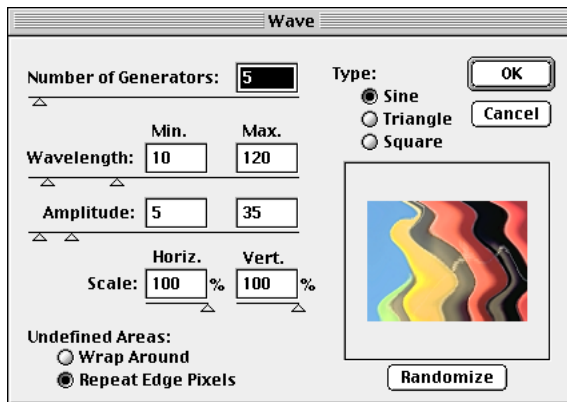 Wave
Number of Generators: 5
Min. Max.
Wavelength: 10 120
Amplitude: 5 35
Horiz. Vert.
Scale: 100 % 100 %
Undefined Areas:
Wrap Around
Repeat Edge Pixels
Type:
Sine
Triangle
Square
OK
Cancel
Randomize